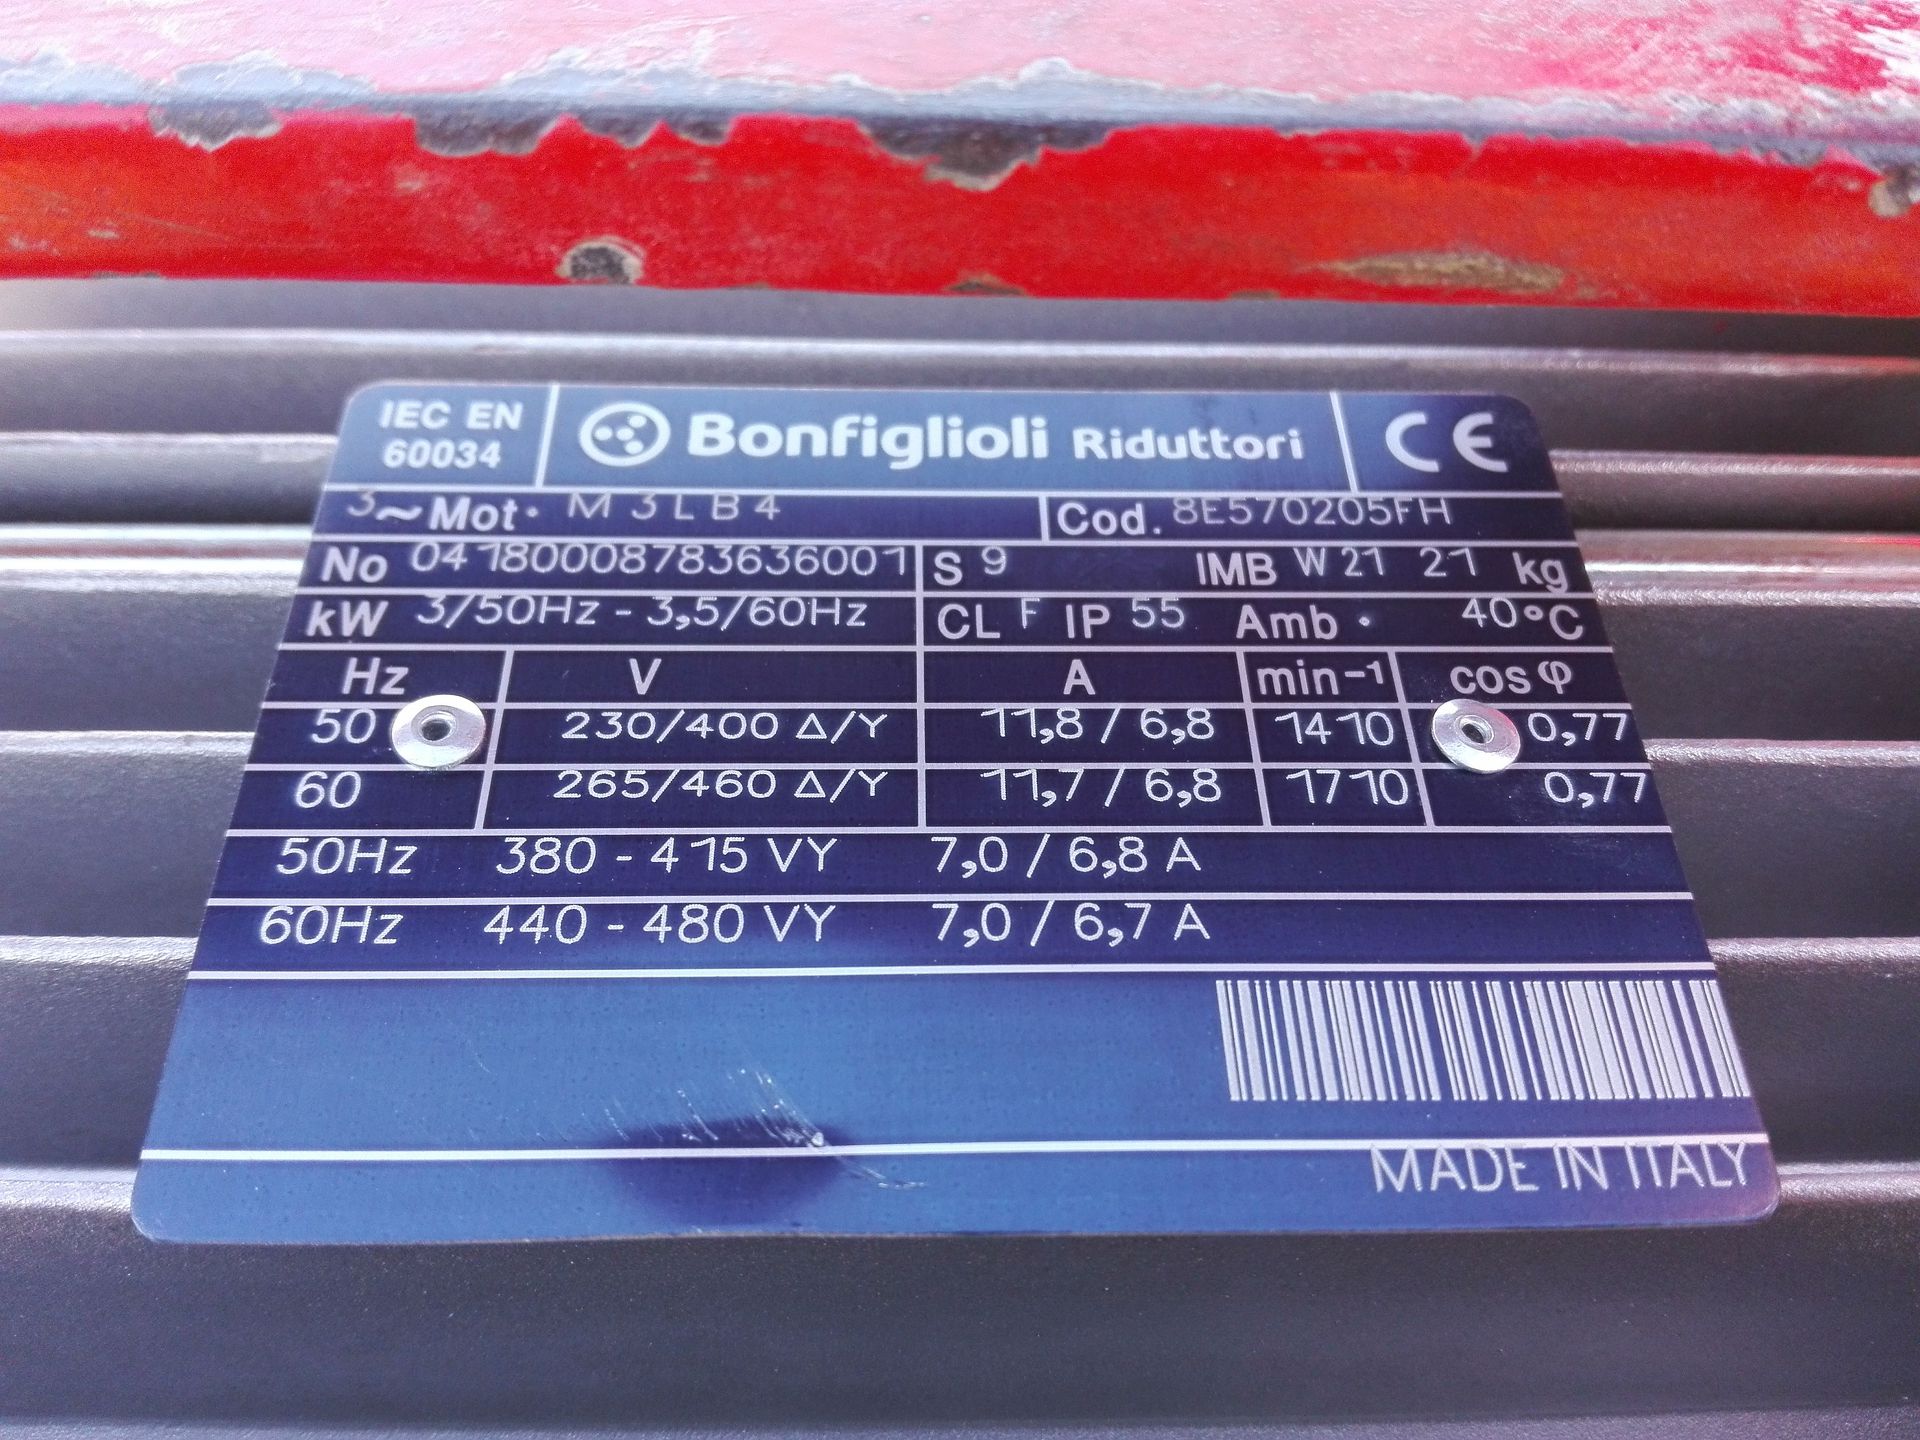 IEC EN
60034
Bonfiglioli Riduttori
CE
3~Mot. M 3 L B 4 Cod. 8E570205FH
No 04180008783636001 S 9 IMB W 21 21 kg
kW 3/50Hz - 3,5/60Hz CL F IP 55 Amb. 40°C
Hz V A min-1 cos φ
50 230/400 Δ/Y 11,8 / 6,8 1410 0,77
60 265/460 Δ/Y 11,7 / 6,8 1710 0,77
50Hz 380 - 415 VY 7,0 / 6,8 A
60Hz 440 - 480 VY 7,0 / 6,7 A
MADE IN ITALY